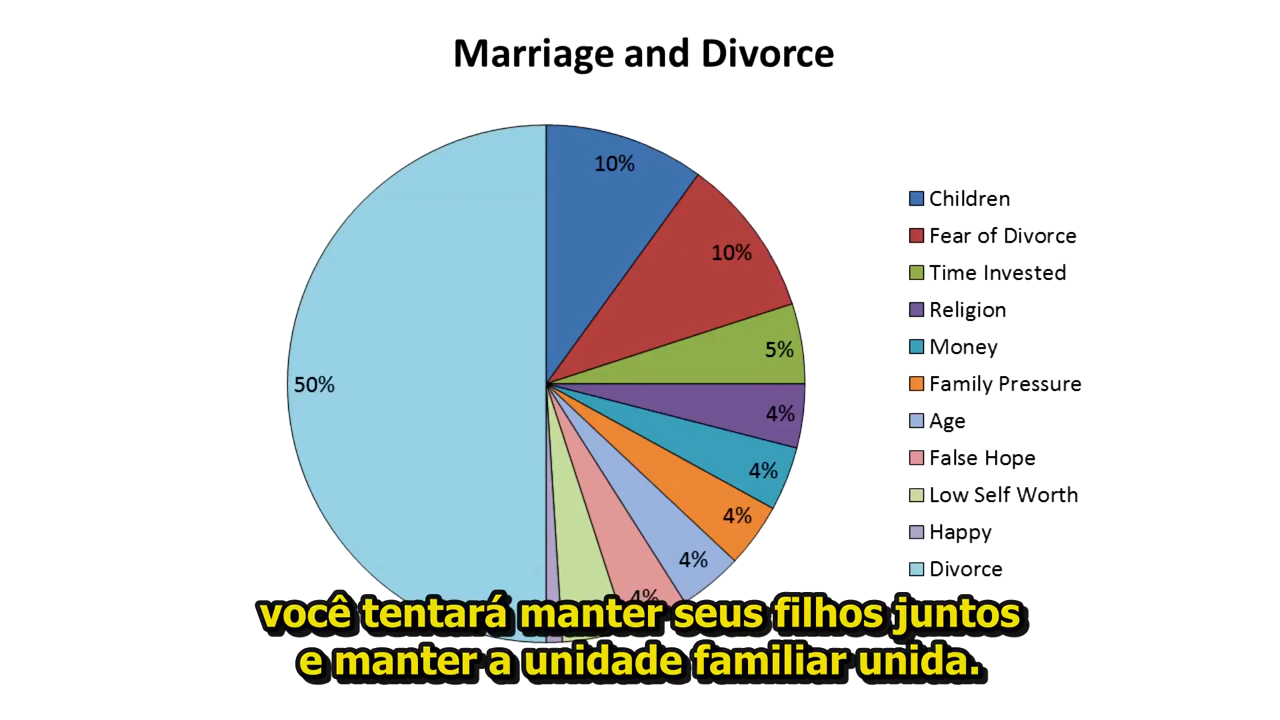 Marriage and Divorce
10%
10%
5%
4%
4%
4%
4%
4%
50%
Children
Fear of Divorce
Time Invested
Religion
Money
Family Pressure
Age
False Hope
Low Self Worth
Happy
Divorce
você tentará manter seus filhos juntos
e manter a unidade familiar unida.